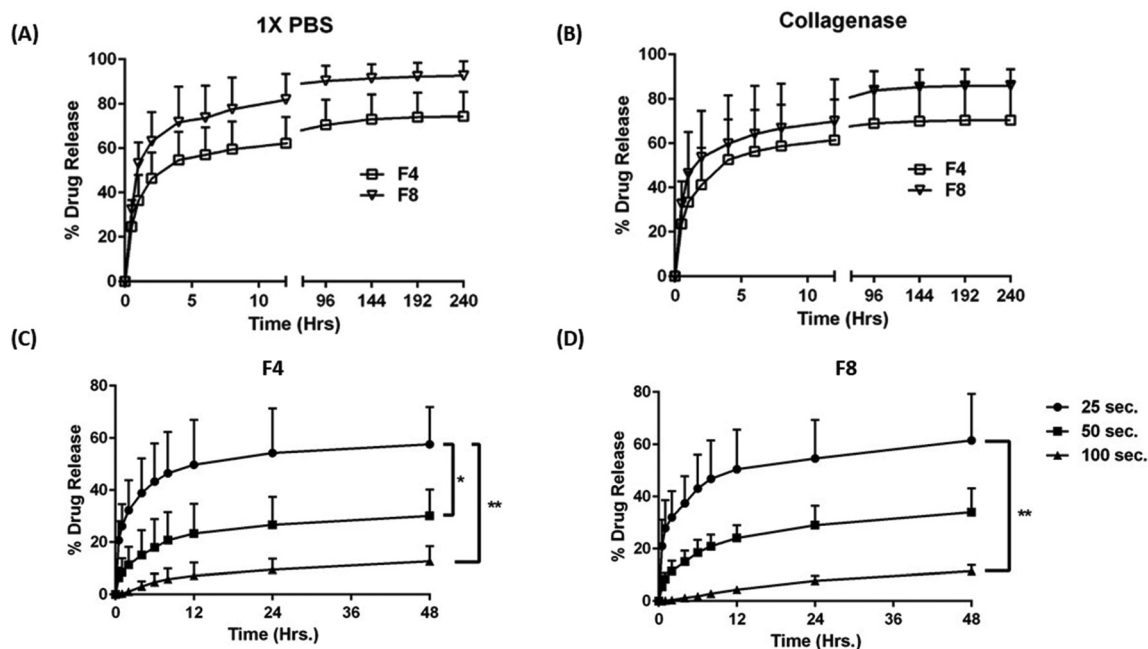 (A)
1X PBS
% Drug Release
100
80
60
40
20
0
F4
F8
0 5 10 96 144 192 240
Time (Hrs)
(B)
Collagenase
% Drug Release
100
80
60
40
20
0
F4
F8
0 5 10 96 144 192 240
Time (Hrs)
(C)
F4
% Drug Release
80
60
40
20
0
*
**
0 12 24 36 48
Time (Hrs.)
(D)
F8
% Drug Release
80
60
40
20
0
**
0 12 24 36 48
Time (Hrs.)
25 sec.
50 sec.
100 sec.